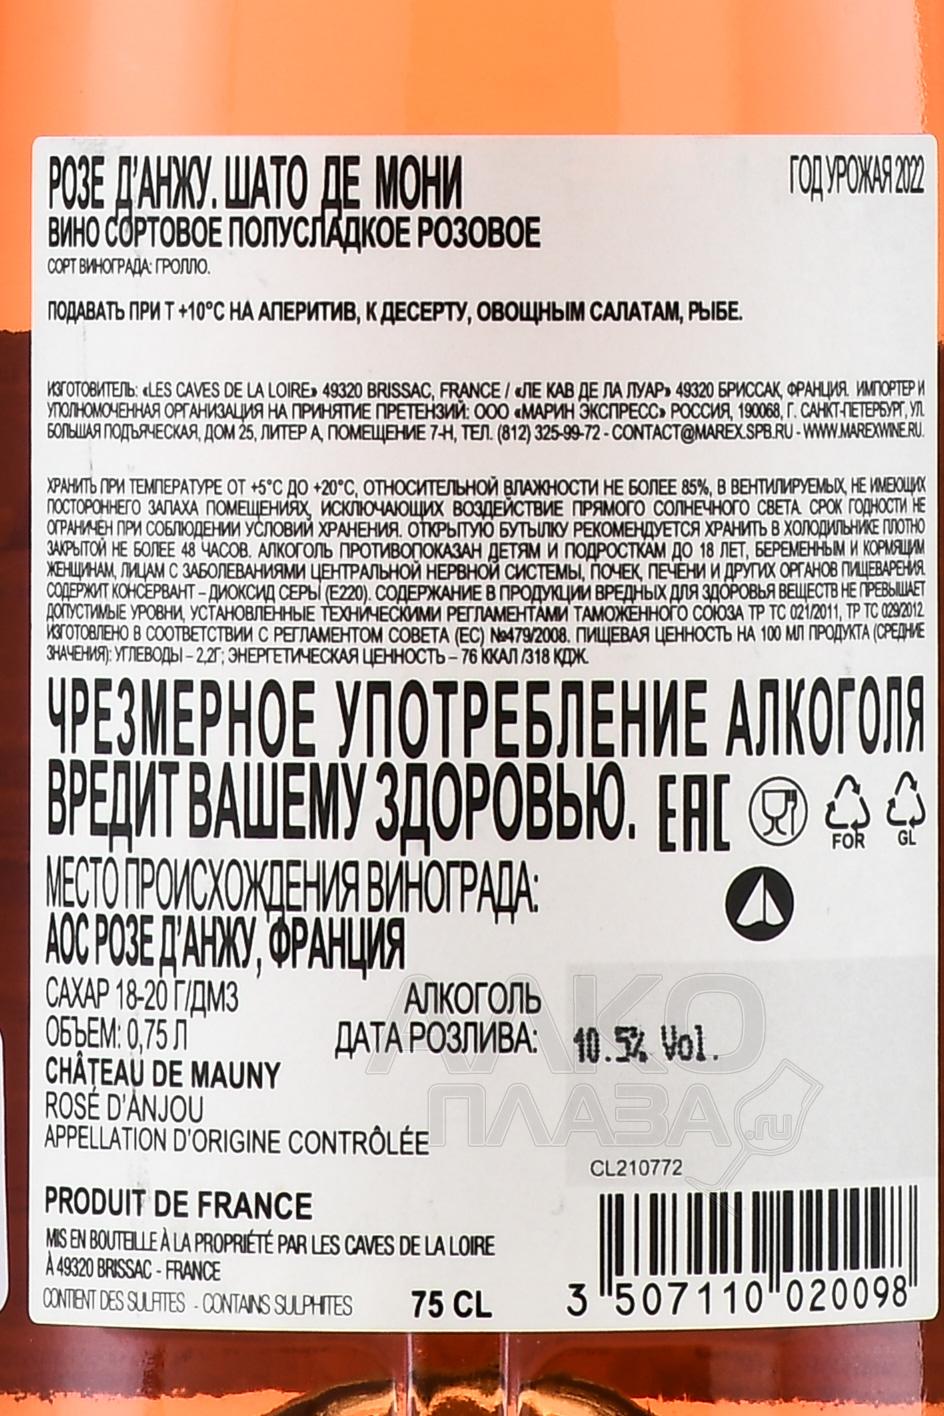 РОЗЕ Д'АНЖУ. ШАТО ДЕ МОНИ
ГОД УРОЖАЯ 2022
ВИНО СОРТОВОЕ ПОЛУСЛАДКОЕ РОЗОВОЕ
СОРТ ВИНОГРАДА: ГРОЛЛО.
ПОДАВАТЬ ПРИ Т +10°C НА АПЕРИТИВ, К ДЕСЕРТУ, ОВОЩНЫМ САЛАТАМ, РЫБЕ.
ИЗГОТОВИТЕЛЬ: «LES CAVES DE LA LOIRE» 49320 BRISSAC, FRANCE / «ЛЕ КАВ ДЕ ЛА ЛУАР» 49320 БРИССАК, ФРАНЦИЯ. ИМПОРТЕР И
УПОЛНОМОЧЕННАЯ ОРГАНИЗАЦИЯ НА ПРИНЯТИЕ ПРЕТЕНЗИЙ: ООО «МАРИН ЭКСПРЕСС» РОССИЯ, 190068, Г. САНКТ-ПЕТЕРБУРГ, УЛ.
БОЛЬШАЯ ПОДЪЯЧЕСКАЯ, ДОМ 25, ЛИТЕР А, ПОМЕЩЕНИЕ 7-Н, ТЕЛ. (812) 325-99-72 - CONTACT@MAREX.SPB.RU - WWW.MAREXWINE.RU.
ХРАНИТЬ ПРИ ТЕМПЕРАТУРЕ ОТ +5°C ДО +20°C, ОТНОСИТЕЛЬНОЙ ВЛАЖНОСТИ НЕ БОЛЕЕ 85%, В ВЕНТИЛИРУЕМЫХ, НЕ ИМЕЮЩИХ
ПОСТОРОННЕГО ЗАПАХА ПОМЕЩЕНИЯХ, ИСКЛЮЧАЮЩИХ ВОЗДЕЙСТВИЕ ПРЯМОГО СОЛНЕЧНОГО СВЕТА. СРОК ГОДНОСТИ НЕ
ОГРАНИЧЕН ПРИ СОБЛЮДЕНИИ УСЛОВИЙ ХРАНЕНИЯ. ОТКРЫТУЮ БУТЫЛКУ РЕКОМЕНДУЕТСЯ ХРАНИТЬ В ХОЛОДИЛЬНИКЕ ПЛОТНО
ЗАКРЫТОЙ НЕ БОЛЕЕ 48 ЧАСОВ. АЛКОГОЛЬ ПРОТИВОПОКАЗАН ДЕТЯМ И ПОДРОСТКАМ ДО 18 ЛЕТ, БЕРЕМЕННЫМ И КОРМЯЩИМ
ЖЕНЩИНАМ, ЛИЦАМ С ЗАБОЛЕВАНИЯМИ ЦЕНТРАЛЬНОЙ НЕРВНОЙ СИСТЕМЫ, ПОЧЕК, ПЕЧЕНИ И ДРУГИХ ОРГАНОВ ПИЩЕВАРЕНИЯ.
СОДЕРЖИТ КОНСЕРВАНТ – ДИОКСИД СЕРЫ (E220). СОДЕРЖАНИЕ В ПРОДУКЦИИ ВРЕДНЫХ ДЛЯ ЗДОРОВЬЯ ВЕЩЕСТВ НЕ ПРЕВЫШАЕТ
ДОПУСТИМЫЕ УРОВНИ, УСТАНОВЛЕННЫЕ ТЕХНИЧЕСКИМИ РЕГЛАМЕНТАМИ ТАМОЖЕННОГО СОЮЗА ТР ТС 021/2011, ТР ТС 029/2012.
ИЗГОТОВЛЕНО В СООТВЕТСТВИИ С РЕГЛАМЕНТОМ СОВЕТА (ЕС) №479/2008. ПИЩЕВАЯ ЦЕННОСТЬ НА 100 МЛ ПРОДУКТА (СРЕДНИЕ
ЗНАЧЕНИЯ): УГЛЕВОДЫ – 2,2Г; ЭНЕРГЕТИЧЕСКАЯ ЦЕННОСТЬ – 76 ККАЛ /318 КДЖ.
ЧРЕЗМЕРНОЕ УПОТРЕБЛЕНИЕ АЛКОГОЛЯ
ВРЕДИТ ВАШЕМУ ЗДОРОВЬЮ. EAC
FOR GL
МЕСТО ПРОИСХОЖДЕНИЯ ВИНОГРАДА:
АОС РОЗЕ Д'АНЖУ, ФРАНЦИЯ
САХАР 18-20 Г/ДМ3 АЛКОГОЛЬ
ОБЪЕМ: 0,75 Л ДАТА РОЗЛИВА: 10.5% Vol.
АЛКО
ПЛАЗА.ru
CHÂTEAU DE MAUNY
ROSÉ D'ANJOU
APPELLATION D'ORIGINE CONTRÔLÉE
CL210772
PRODUIT DE FRANCE
MIS EN BOUTEILLE À LA PROPRIÉTÉ PAR LES CAVES DE LA LOIRE
À 49320 BRISSAC - FRANCE
CONTIENT DES SULFITES - CONTAINS SULPHITES 75 CL
3 507110 020098